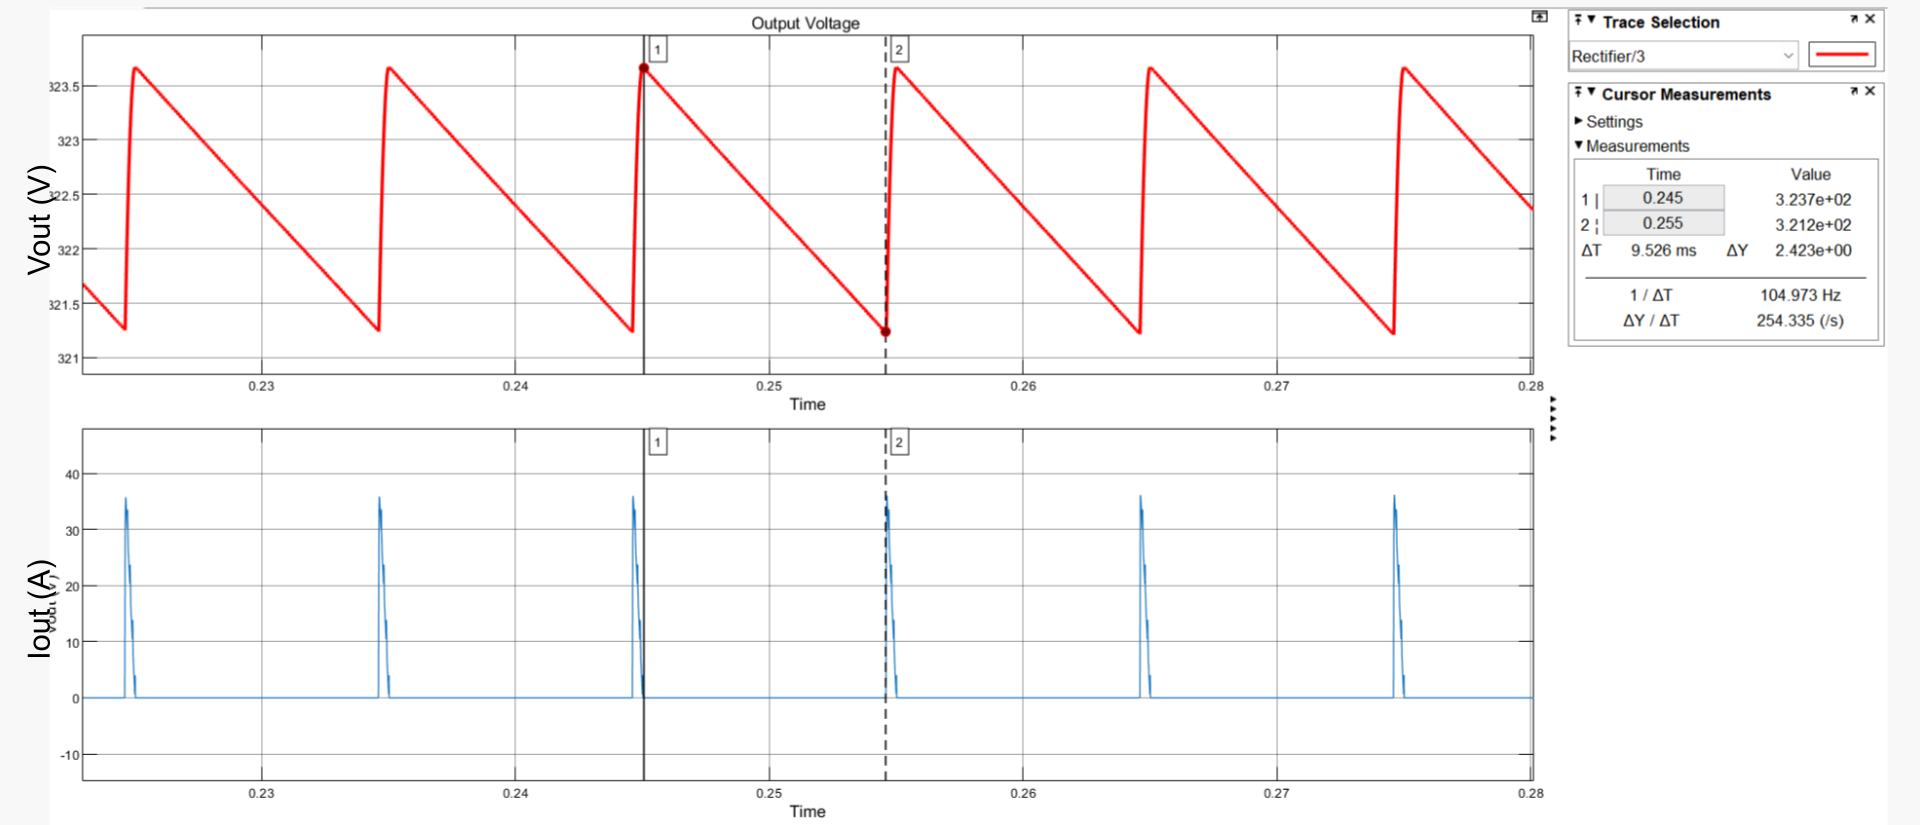 Output Voltage
1
2
323.5
323
322.5
322
321.5
321
Vout (V)
0.23
0.24
0.25
0.26
0.27
0.28
Time
1
2
40
30
20
10
0
-10
Iout (A)
Vout (V)
0.23
0.24
0.25
0.26
0.27
0.28
Time
Trace Selection
Rectifier/3
Cursor Measurements
Settings
Measurements
Time Value
1 | 0.245 3.237e+02
2 ¦ 0.255 3.212e+02
ΔT 9.526 ms ΔY 2.423e+00
1 / ΔT 104.973 Hz
ΔY / ΔT 254.335 (/s)